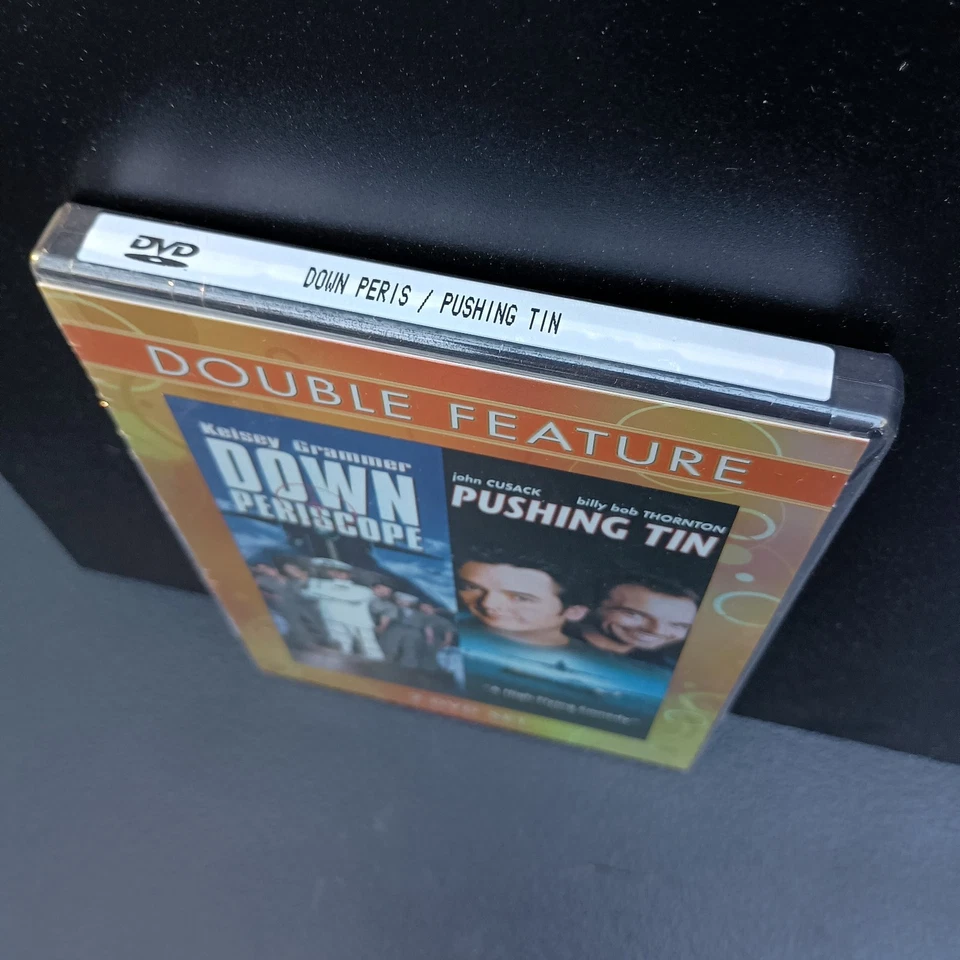 DVD
DOWN PERIS / PUSHING TIN
DOUBLE FEATURE
Kelsey Grammer
DOWN
PERISCOPE
john CUSACK billy bob THORNTON
PUSHING TIN